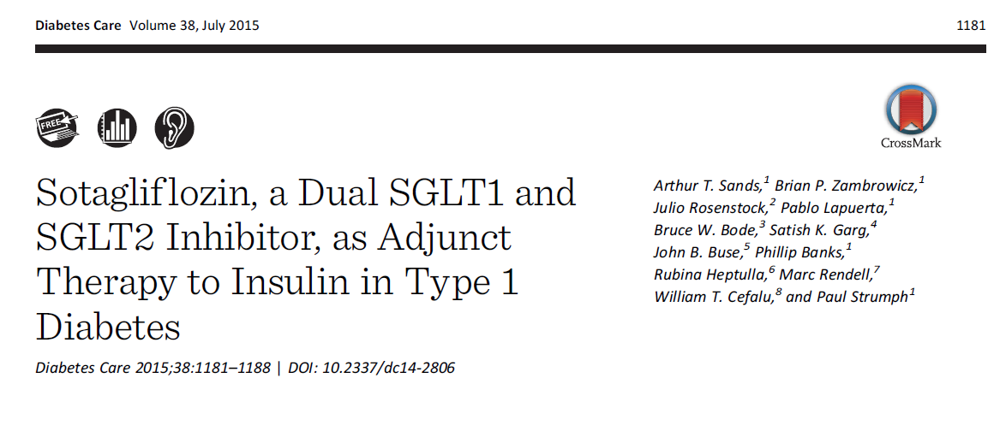 Diabetes Care Volume 38, July 2015
1181
FREE
CrossMark
Sotagliflozin, a Dual SGLT1 and
SGLT2 Inhibitor, as Adjunct
Therapy to Insulin in Type 1
Diabetes
Diabetes Care 2015;38:1181–1188 | DOI: 10.2337/dc14-2806
Arthur T. Sands,¹ Brian P. Zambrowicz,¹
Julio Rosenstock,² Pablo Lapuerta,¹
Bruce W. Bode,³ Satish K. Garg,⁴
John B. Buse,⁵ Phillip Banks,¹
Rubina Heptulla,⁶ Marc Rendell,⁷
William T. Cefalu,⁸ and Paul Strumph¹